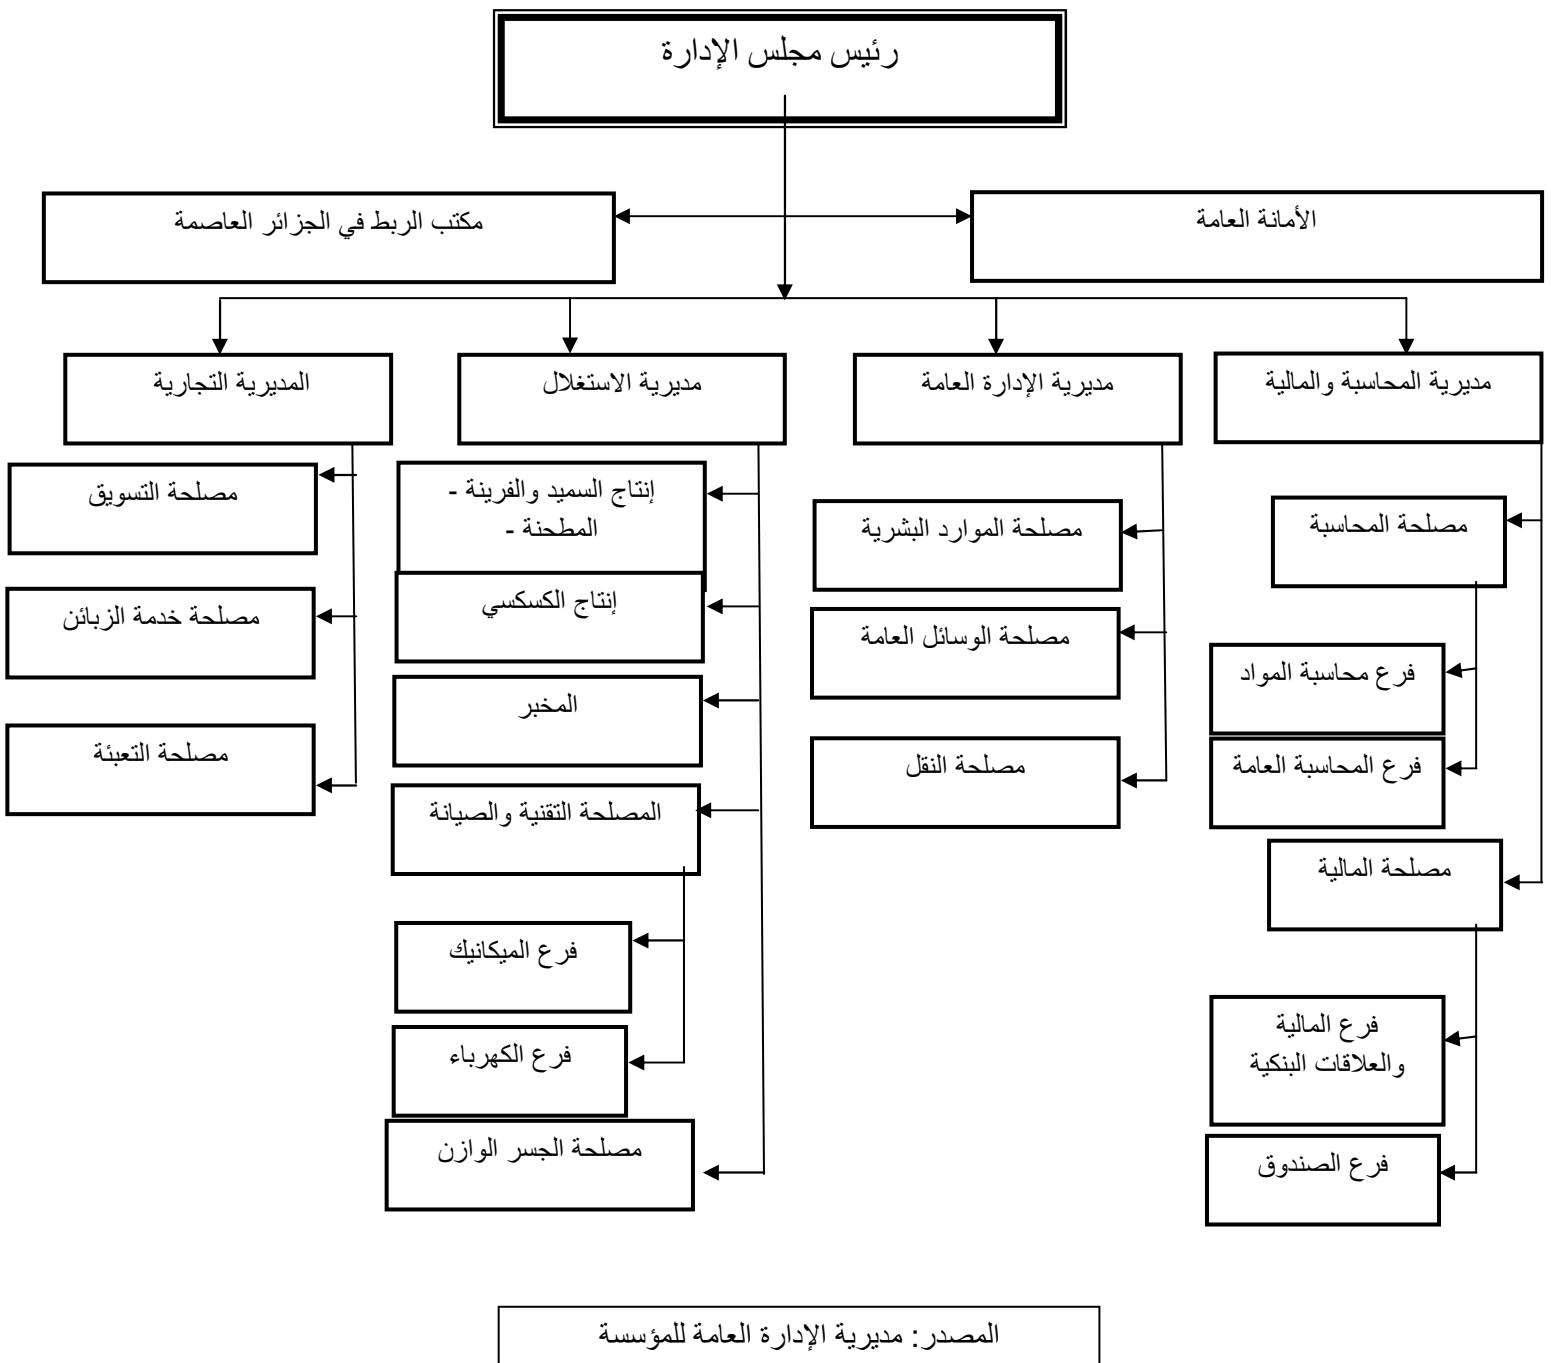 رئيس مجلس الإدارة
الأمانة العامة
مكتب الربط في الجزائر العاصمة
مديرية المحاسبة والمالية
مديرية الإدارة العامة
مديرية الاستغلال
المديرية التجارية
مصلحة المحاسبة
فرع محاسبة المواد
فرع المحاسبة العامة
مصلحة المالية
فرع المالية
والعلاقات البنكية
فرع الصندوق
مصلحة الموارد البشرية
مصلحة الوسائل العامة
مصلحة النقل
إنتاج السميد والفرينة -
المطحنة -
إنتاج الكسكسي
المخبر
المصلحة التقنية والصيانة
فرع الميكانيك
فرع الكهرباء
مصلحة الجسر الوازن
مصلحة التسويق
مصلحة خدمة الزبائن
مصلحة التعبئة
المصدر: مديرية الإدارة العامة للمؤسسة